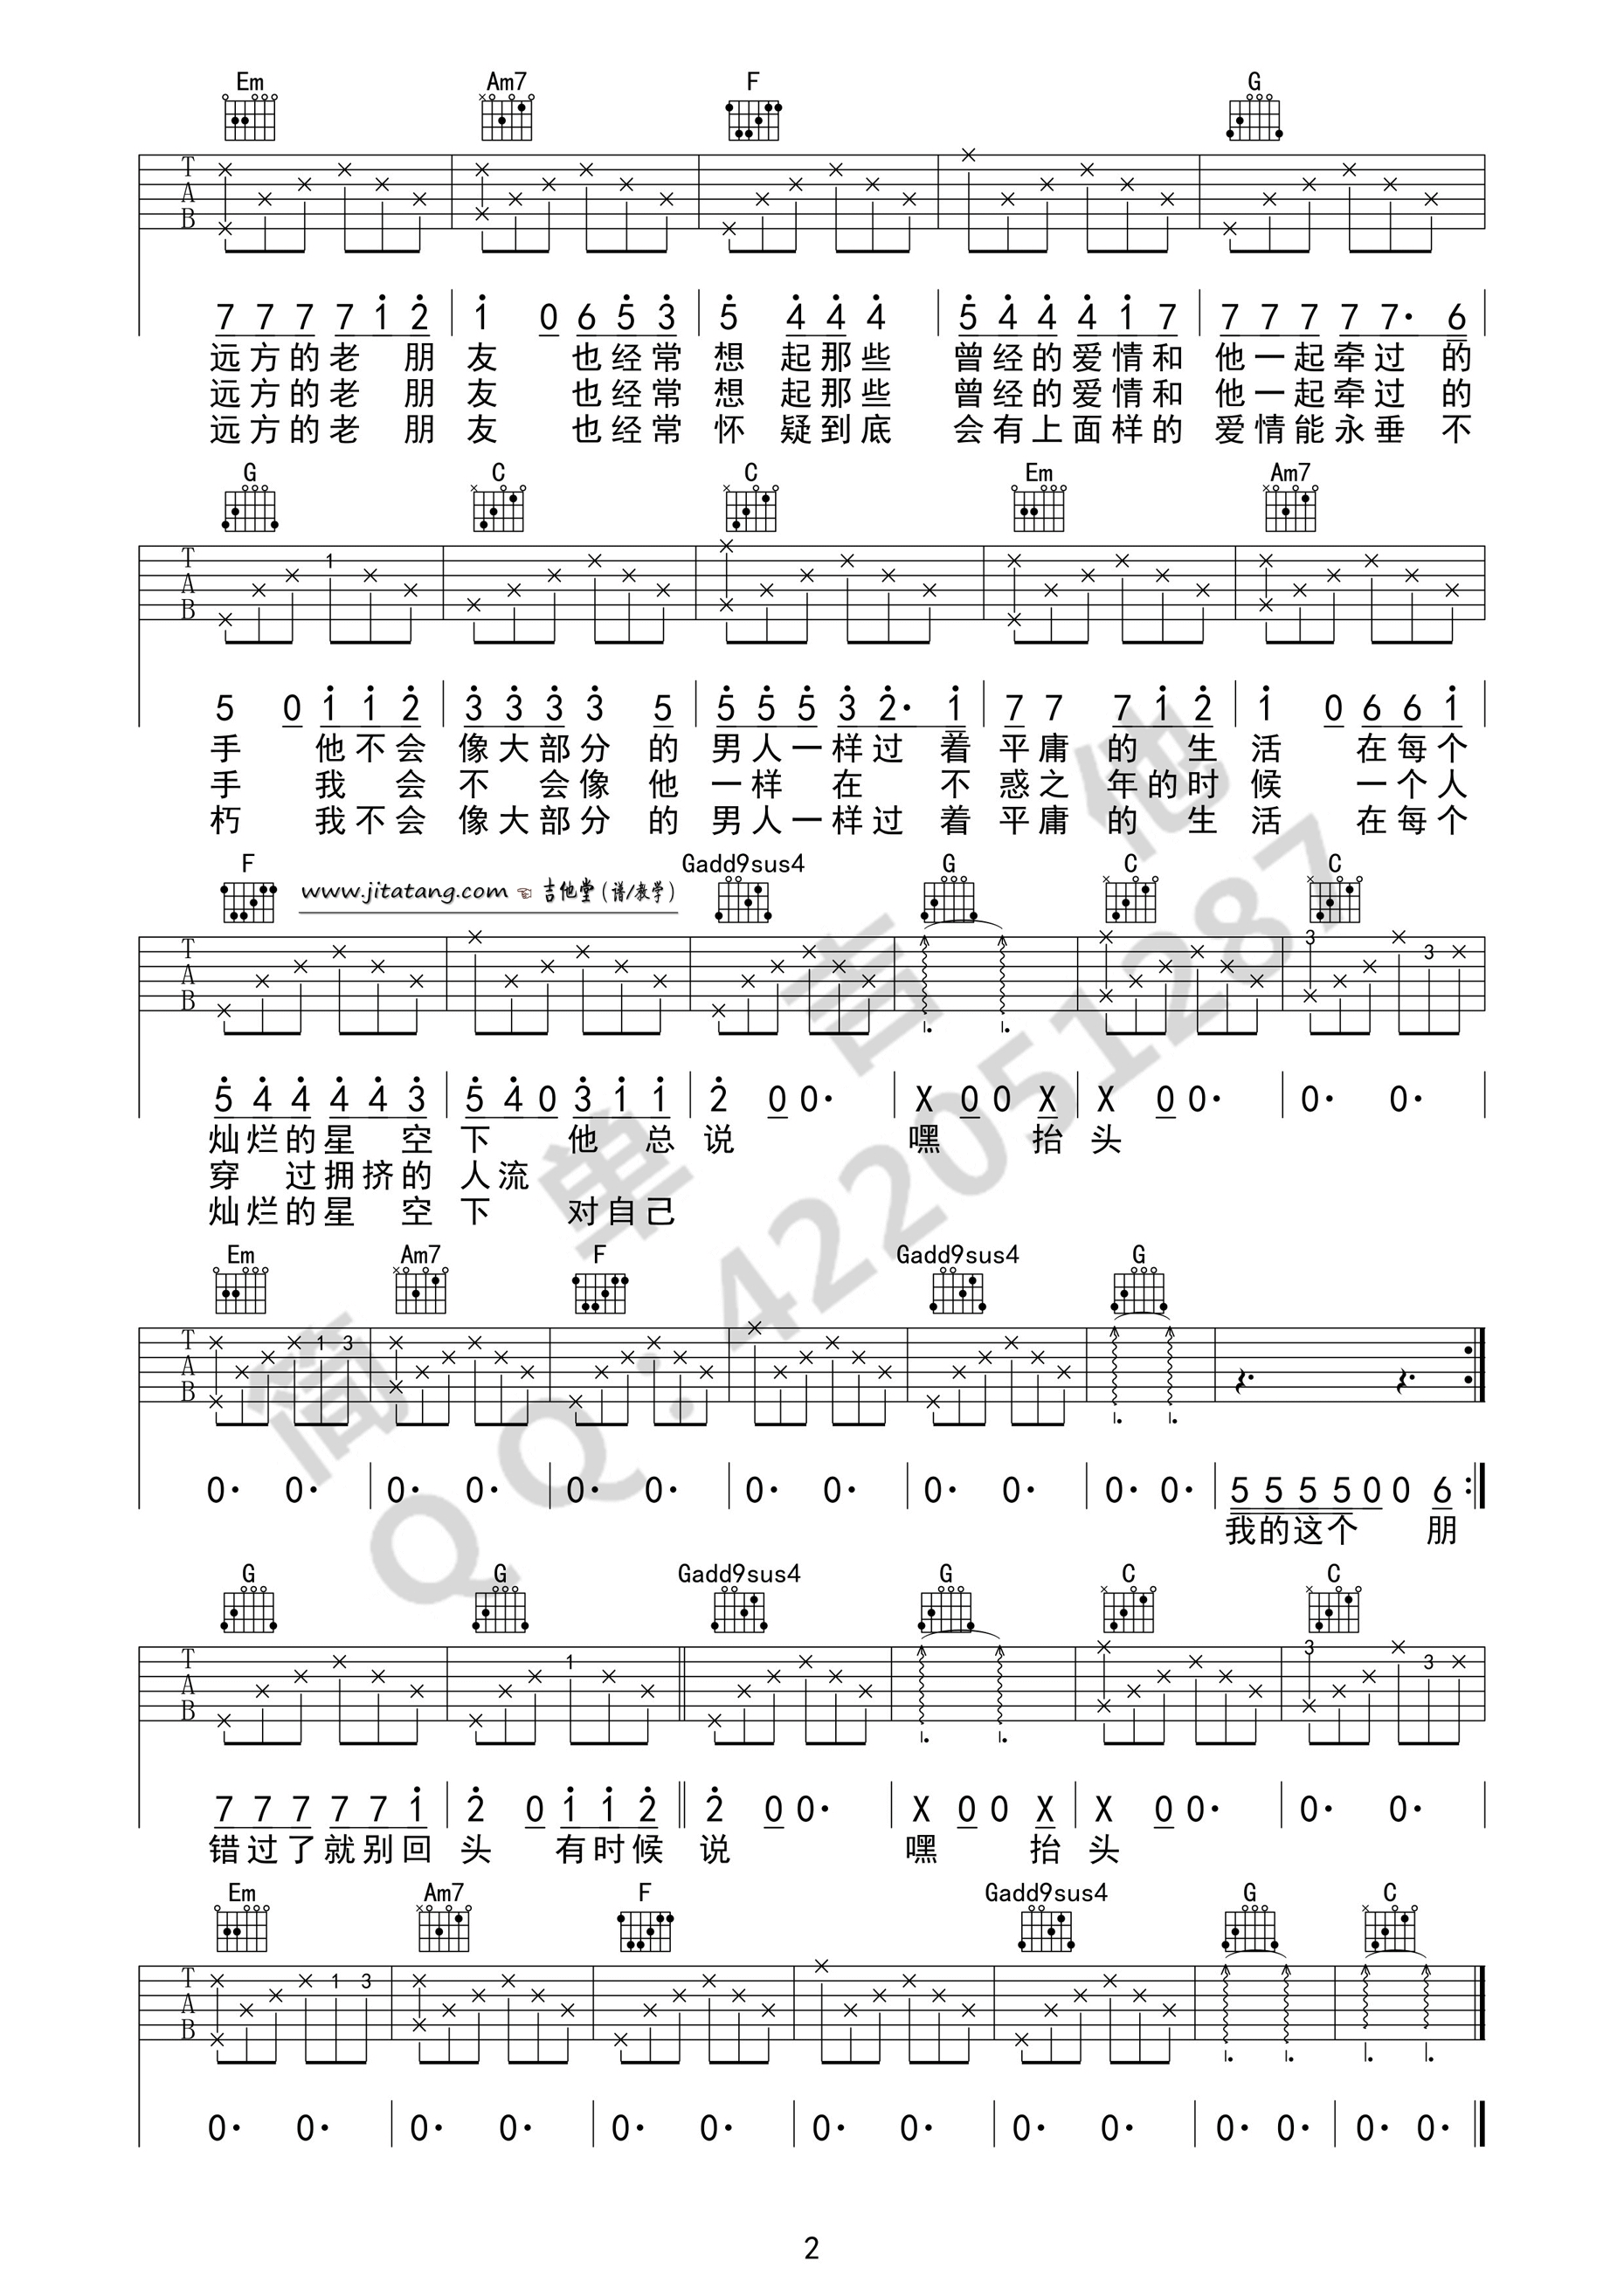 Em Am7 F G
T A B
7 7 7 7 1 2 1 0 6 5 3 5 4 4 4 5 4 4 4 1 7 7 7 7 7 7· 6
远方的老朋友 也经常想起那些曾经的爱情和他一起牵过的
远方的老朋友 也经常想起那些曾经的爱情和他一起牵过的
远方的老朋友 也经常怀疑到底会有上面样的爱情能永垂不
G C C Em Am7
T A B 1
5 0 1 1 2 3 3 3 3 5 5 5 5 3 2· 1 7 7 7 1 2 1 0 6 6 1
手 他不会像大部分的男人一样过着平庸的生活 在每个
手 我会不会像他一样在不惑之年的时候 一个人
朽 我不会像大部分的男人一样过着平庸的生活 在每个
F www.jitatang.com ☜ 吉他堂(谱/教学) Gadd9sus4 G C C
T A B 3 3
5 4 4 4 4 3 5 4 0 3 1 1 2 0 0· X 0 0 X X 0 0· 0· 0·
灿烂的星空下 他总说 嘿 抬头
穿过拥挤的人流
灿烂的星空下 对自己
Em Am7 F Gadd9sus4 G
T A B 1 3
0· 0· 0· 0· 0· 0· 0· 0· 0· 0· 0· 0· 5 5 5 5 0 0 6
我的这个 朋
G G Gadd9sus4 G C C
T A B 1 3 3
7 7 7 7 7 1 2 0 1 1 2 2 0 0· X 0 0 X X 0 0· 0· 0·
错过了就别回头 有时候说 嘿 抬头
Em Am7 F Gadd9sus4 G C
T A B 1 3
0· 0· 0· 0· 0· 0· 0· 0· 0· 0· 0· 0· 0· 0·
2
简单吉他
QQ:422051287